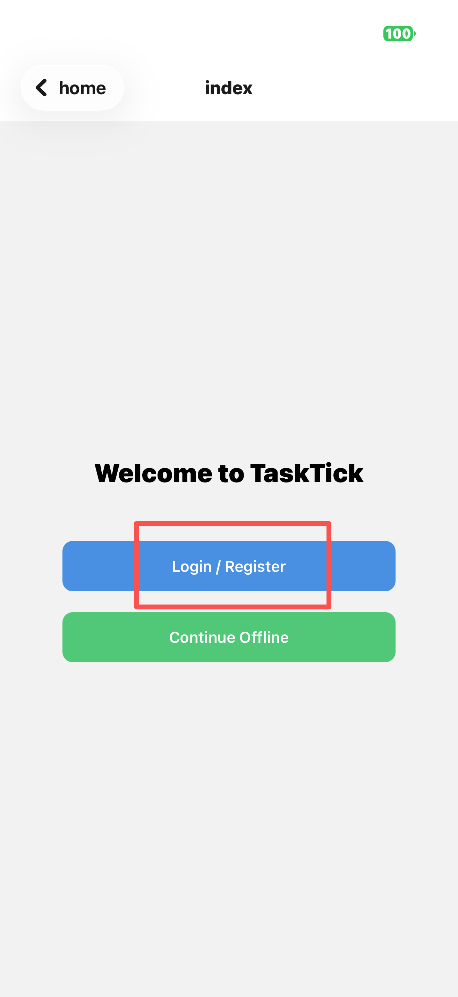 100
home
index
Welcome to TaskTick
Login / Register
Continue Offline